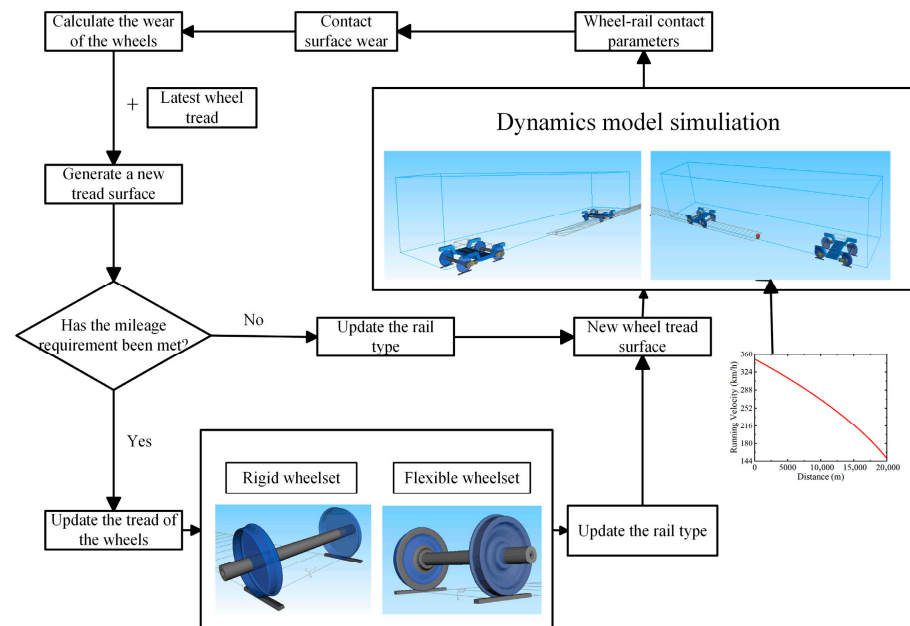 Calculate the wear
of the wheels
Contact
surface wear
Wheel-rail contact
parameters
+
Latest wheel
tread
Dynamics model simuliation
Generate a new
tread surface
Has the mileage
requirement been met?
No
Update the rail
type
New wheel tread
surface
Yes
360
324
288
252
216
180
144
Running Velocity (km/h)
0
5000
10,000
15,000
20,000
Distance (m)
Rigid wheelset
Flexible wheelset
Update the tread of
the wheels
Update the rail type